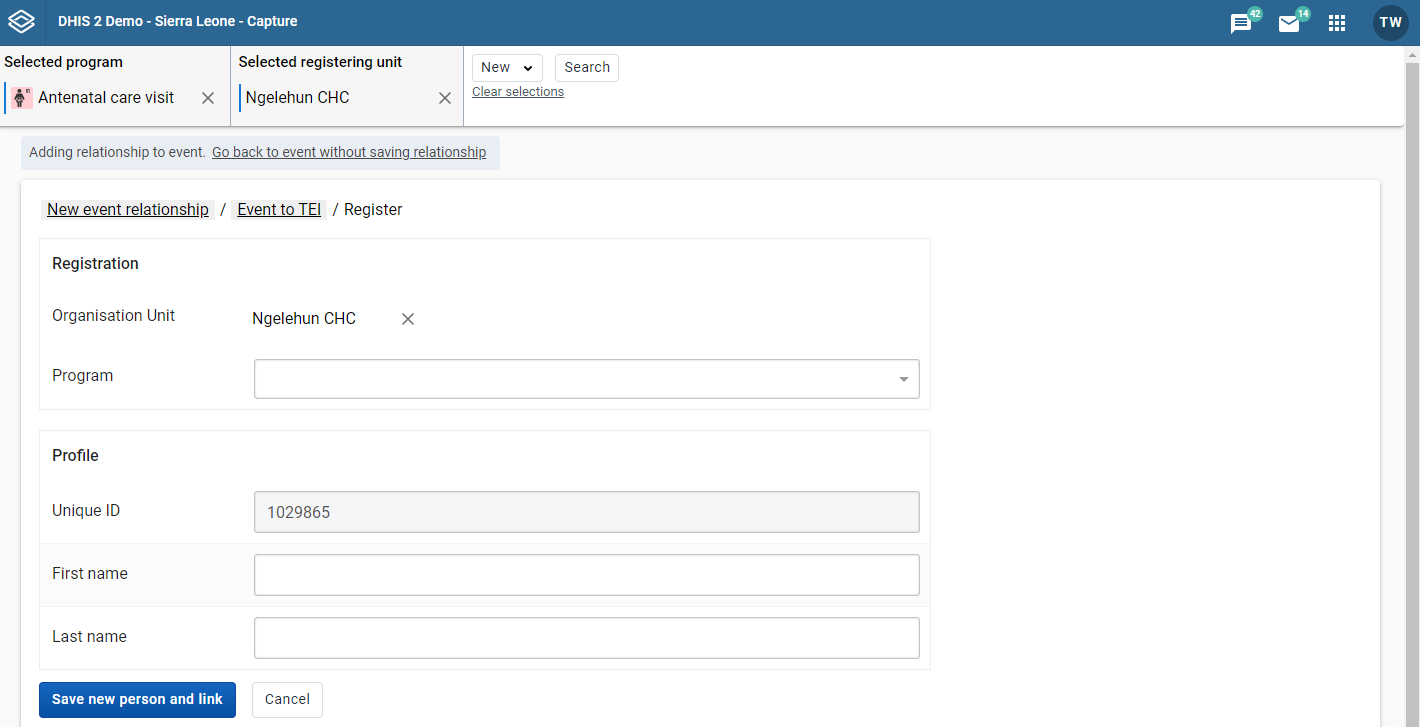 DHIS 2 Demo - Sierra Leone - Capture
42
14
TW
Selected program
Antenatal care visit
Selected registering unit
Ngelehun CHC
New
Search
Clear selections
Adding relationship to event. Go back to event without saving relationship
New event relationship / Event to TEI / Register
Registration
Organisation Unit
Ngelehun CHC
Program
Profile
Unique ID
1029865
First name
Last name
Save new person and link
Cancel